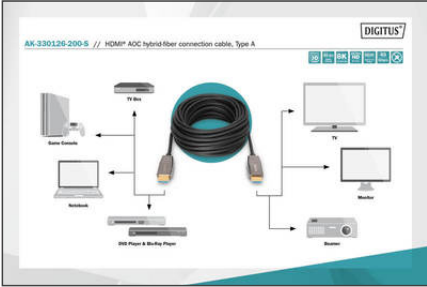 DIGITUS®
AK-330126-200-S // HDMI® AOC hybrid-fiber connection cable, Type A
8K
TV-Box
Game Console
TV
Notebook
Monitor
DVD Player & Blu-Ray Player
Beamer